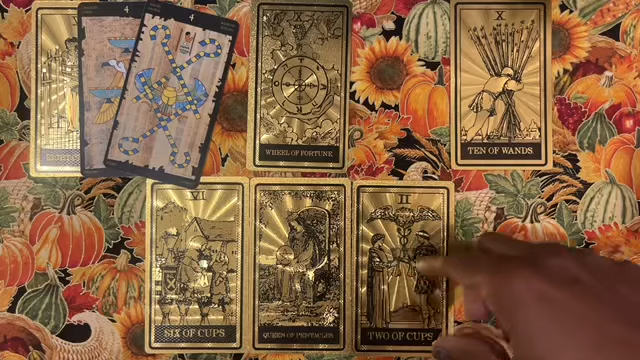 4
4
X
WHEEL OF FORTUNE
X
TEN OF WANDS
VI
SIX OF CUPS
QUEEN OF PENTACLES
II
TWO OF CUPS